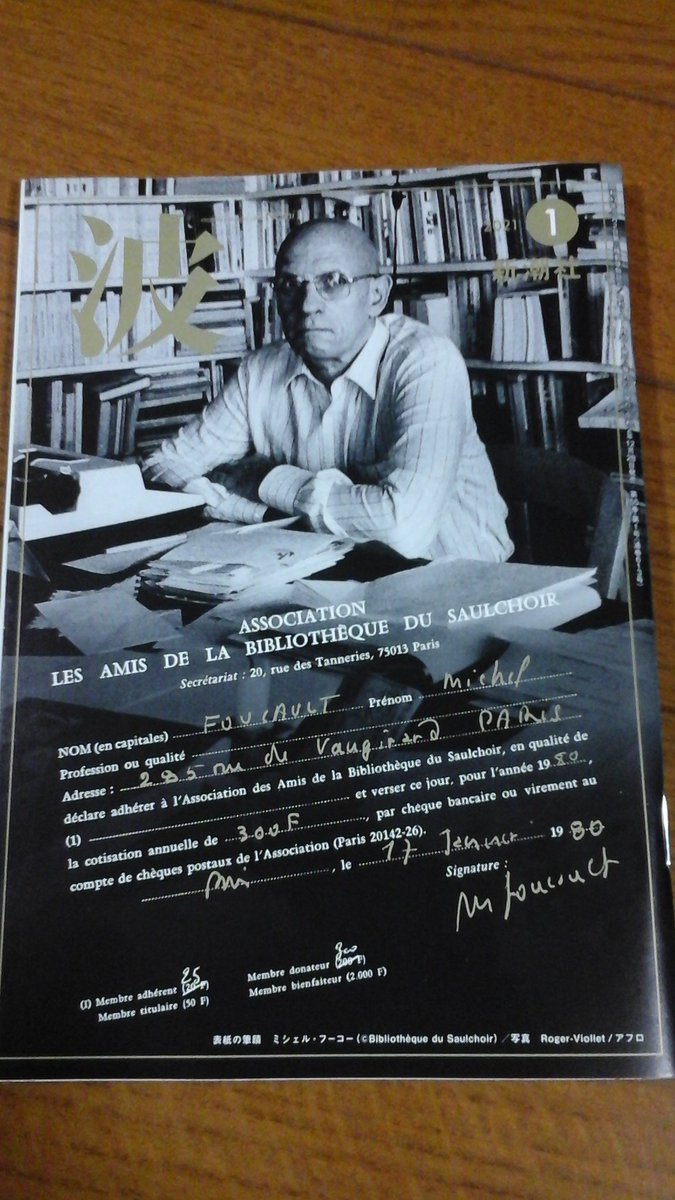 波
2021 1
新潮社
ASSOCIATION
LES AMIS DE LA BIBLIOTHÈQUE DU SAULCHOIR
Secrétariat : 20, rue des Tanneries, 75013 Paris
NOM (en capitales) FOUCAULT Prénom Michel
Profession ou qualité
Adresse : 285 rue de Vaugirard PARIS
déclare adhérer à l'Association des Amis de la Bibliothèque du Saulchoir, en qualité de
(1) et verser ce jour, pour l'année 1980,
la cotisation annuelle de 300F, par chèque bancaire ou virement au
compte de chèques postaux de l'Association (Paris 20142-26).
Paris, le 17 Janvier 1980
Signature :
M Foucault
25 300
(1) Membre adhérent (20 F) Membre donateur (200 F)
Membre titulaire (50 F) Membre bienfaiteur (2.000 F)
表紙の筆蹟 ミシェル・フーコー(©Bibliothèque du Saulchoir)/写真 Roger-Viollet/アフロ